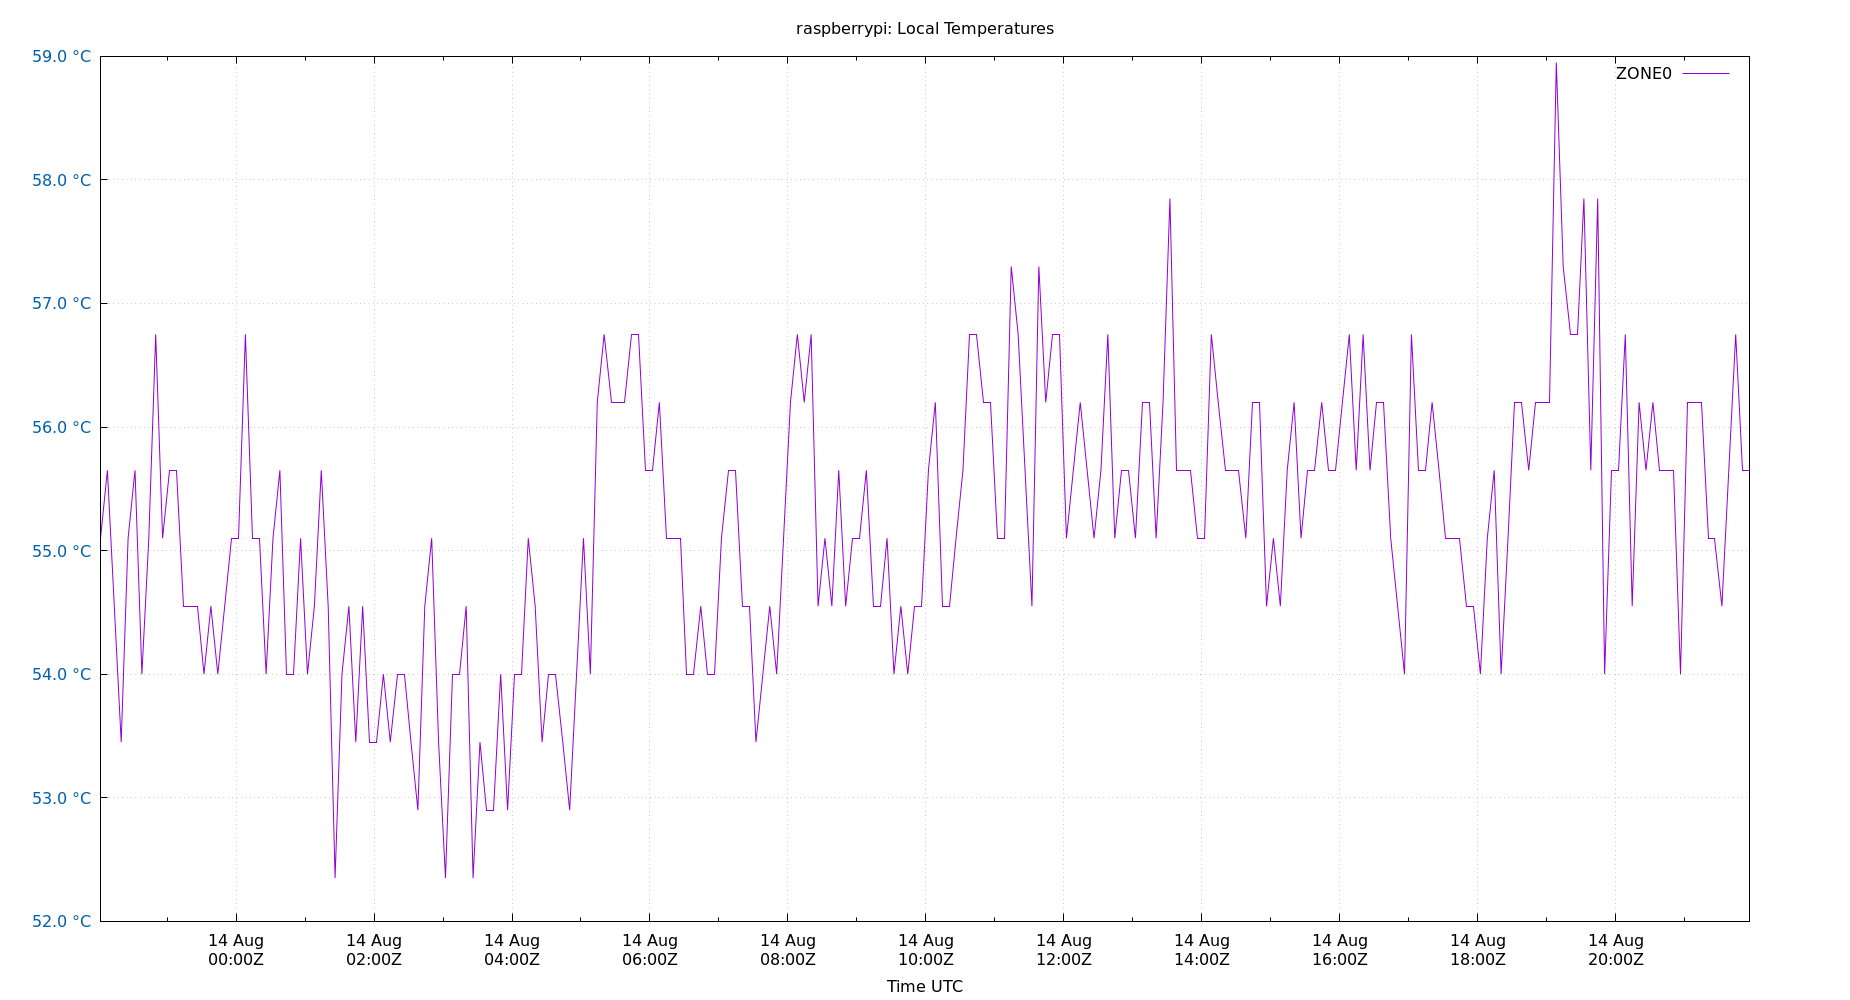 raspberrypi: Local Temperatures
59.0 °C
ZONE0
58.0 °C
57.0 °C
56.0 °C
55.0 °C
54.0 °C
53.0 °C
52.0 °C
14 Aug 14 Aug 14 Aug 14 Aug 14 Aug 14 Aug 14 Aug 14 Aug 14 Aug 14 Aug 14 Aug
00:00Z 02:00Z 04:00Z 06:00Z 08:00Z 10:00Z 12:00Z 14:00Z 16:00Z 18:00Z 20:00Z
Time UTC